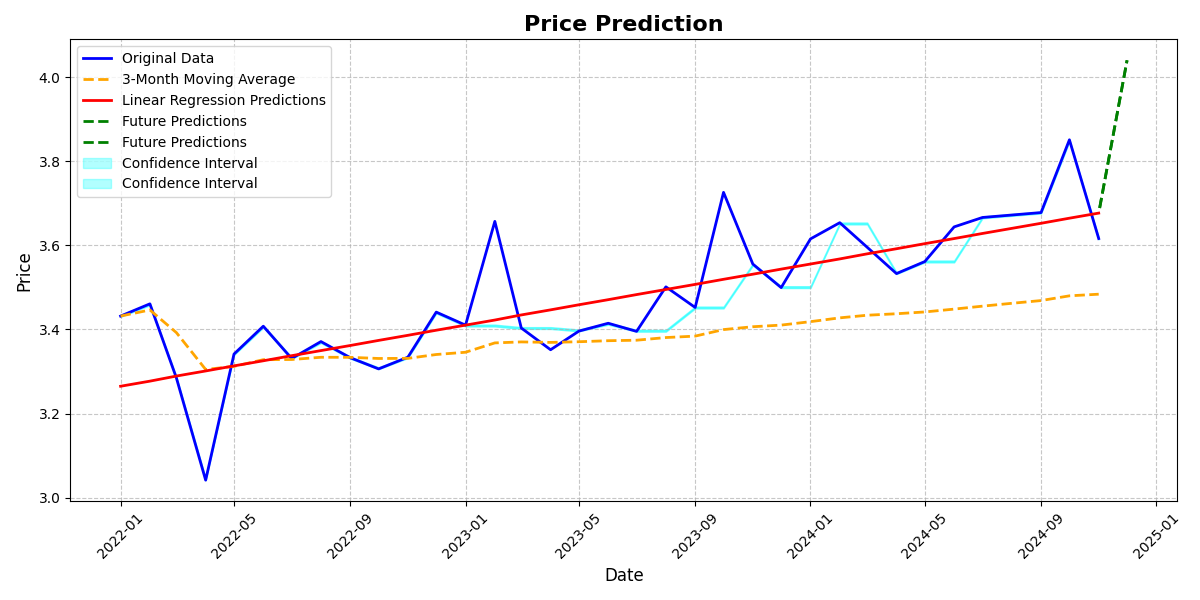 Price Prediction
Original Data
3-Month Moving Average
Linear Regression Predictions
Future Predictions
Future Predictions
Confidence Interval
Confidence Interval
Price
4.0
3.8
3.6
3.4
3.2
3.0
2022-01
2022-05
2022-09
2023-01
2023-05
2023-09
2024-01
2024-05
2024-09
2025-01
Date